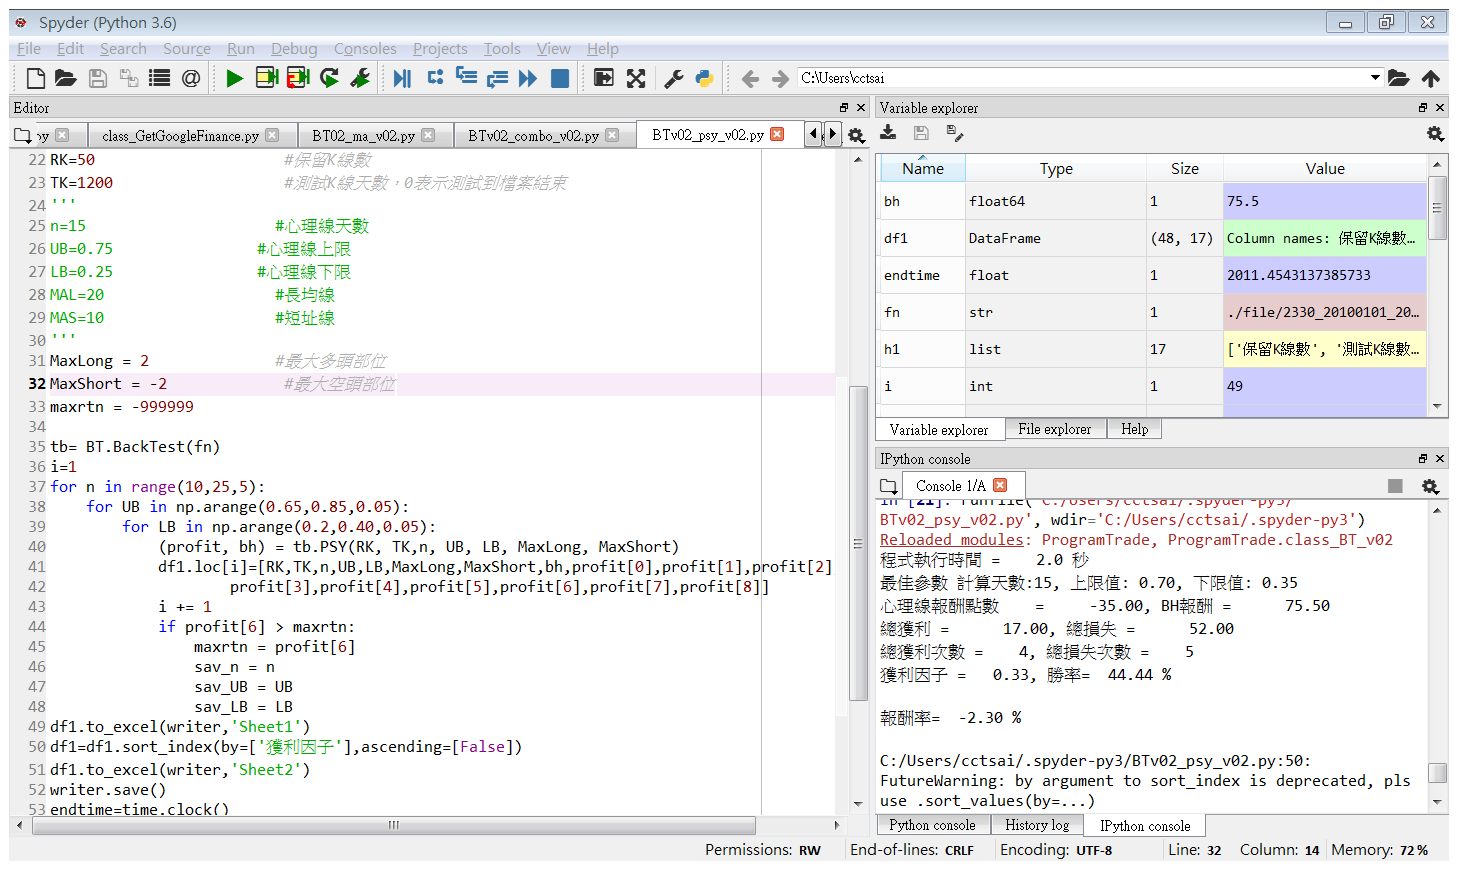 Spyder (Python 3.6)
File Edit Search Source Run Debug Consoles Projects Tools View Help
C:\Users\cctsai
Editor
py class_GetGoogleFinance.py BT02_ma_v02.py BTv02_combo_v02.py BTv02_psy_v02.py
22 RK=50 #保留K線數
23 TK=1200 #測試K線天數，0表示測試到檔案結束
24 '''
25 n=15 #心理線天數
26 UB=0.75 #心理線上限
27 LB=0.25 #心理線下限
28 MAL=20 #長均線
29 MAS=10 #短址線
30 '''
31 MaxLong = 2 #最大多頭部位
32 MaxShort = -2 #最大空頭部位
33 maxrtn = -999999
34
35 tb= BT.BackTest(fn)
36 i=1
37 for n in range(10,25,5):
38 for UB in np.arange(0.65,0.85,0.05):
39 for LB in np.arange(0.2,0.40,0.05):
40 (profit, bh) = tb.PSY(RK, TK,n, UB, LB, MaxLong, MaxShort)
41 df1.loc[i]=[RK,TK,n,UB,LB,MaxLong,MaxShort,bh,profit[0],profit[1],profit[2]
42 profit[3],profit[4],profit[5],profit[6],profit[7],profit[8]]
43 i += 1
44 if profit[6] > maxrtn:
45 maxrtn = profit[6]
46 sav_n = n
47 sav_UB = UB
48 sav_LB = LB
49 df1.to_excel(writer,'Sheet1')
50 df1=df1.sort_index(by=['獲利因子'],ascending=[False])
51 df1.to_excel(writer,'Sheet2')
52 writer.save()
53 endtime=time.clock()
Variable explorer
Name Type Size Value
bh float64 1 75.5
df1 DataFrame (48, 17) Column names: 保留K線數…
endtime float 1 2011.4543137385733
fn str 1 ./file/2330_20100101_20…
h1 list 17 ['保留K線數', '測試K線數…
i int 1 49
Variable explorer File explorer Help
IPython console
Console 1/A
In [21]: runfile('C:/Users/cctsai/.spyder-py3/
BTv02_psy_v02.py', wdir='C:/Users/cctsai/.spyder-py3')
Reloaded modules: ProgramTrade, ProgramTrade.class_BT_v02
程式執行時間 = 2.0 秒
最佳參數 計算天數:15, 上限值: 0.70, 下限值: 0.35
心理線報酬點數 = -35.00, BH報酬 = 75.50
總獲利 = 17.00, 總損失 = 52.00
總獲利次數 = 4, 總損失次數 = 5
獲利因子 = 0.33, 勝率= 44.44 %
報酬率= -2.30 %
C:/Users/cctsai/.spyder-py3/BTv02_psy_v02.py:50:
FutureWarning: by argument to sort_index is deprecated, pls
use .sort_values(by=...)
Python console History log IPython console
Permissions: RW End-of-lines: CRLF Encoding: UTF-8 Line: 32 Column: 14 Memory: 72 %